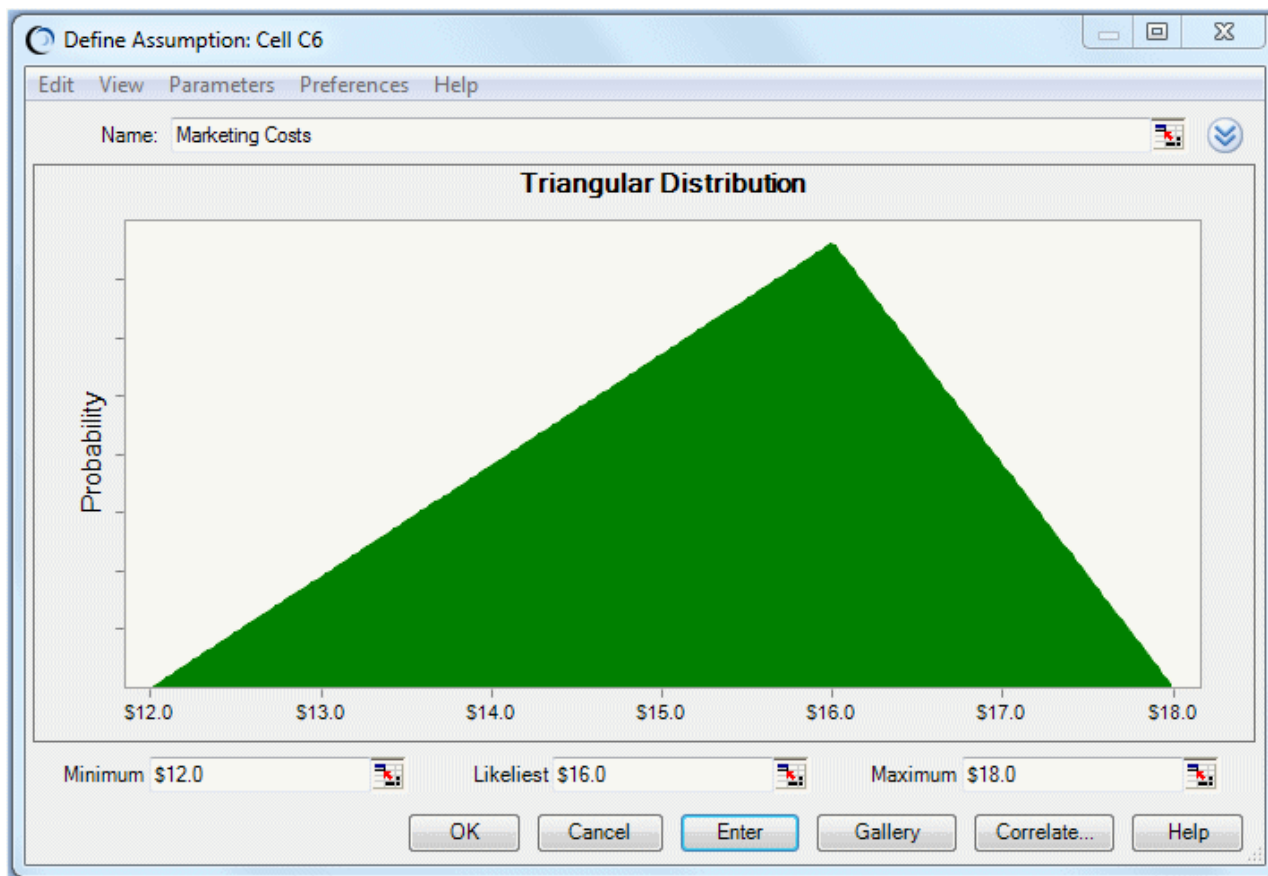 Define Assumption: Cell C6
Edit View Parameters Preferences Help
Name: Marketing Costs
Triangular Distribution
Probability
$12.0 $13.0 $14.0 $15.0 $16.0 $17.0 $18.0
Minimum $12.0 Likeliest $16.0 Maximum $18.0
OK Cancel Enter Gallery Correlate... Help